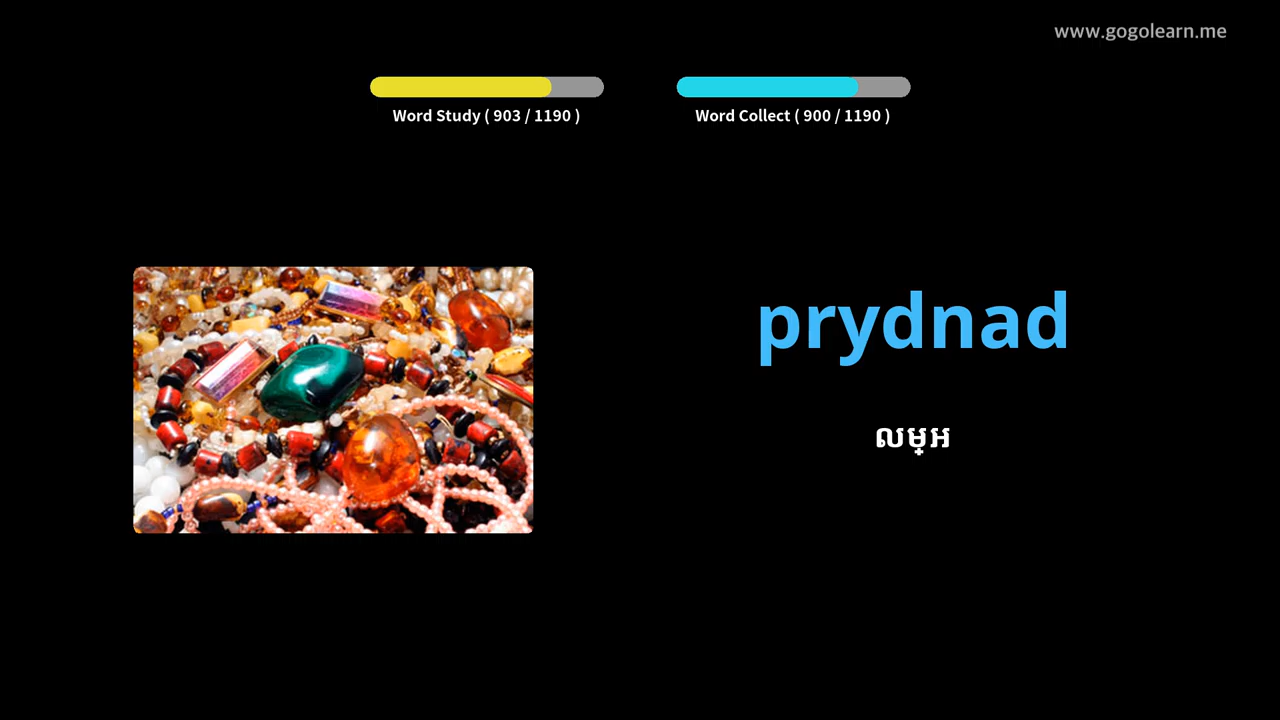 www.gogolearn.me
Word Study ( 903 / 1190 )
Word Collect ( 900 / 1190 )
prydnad
លម្អ